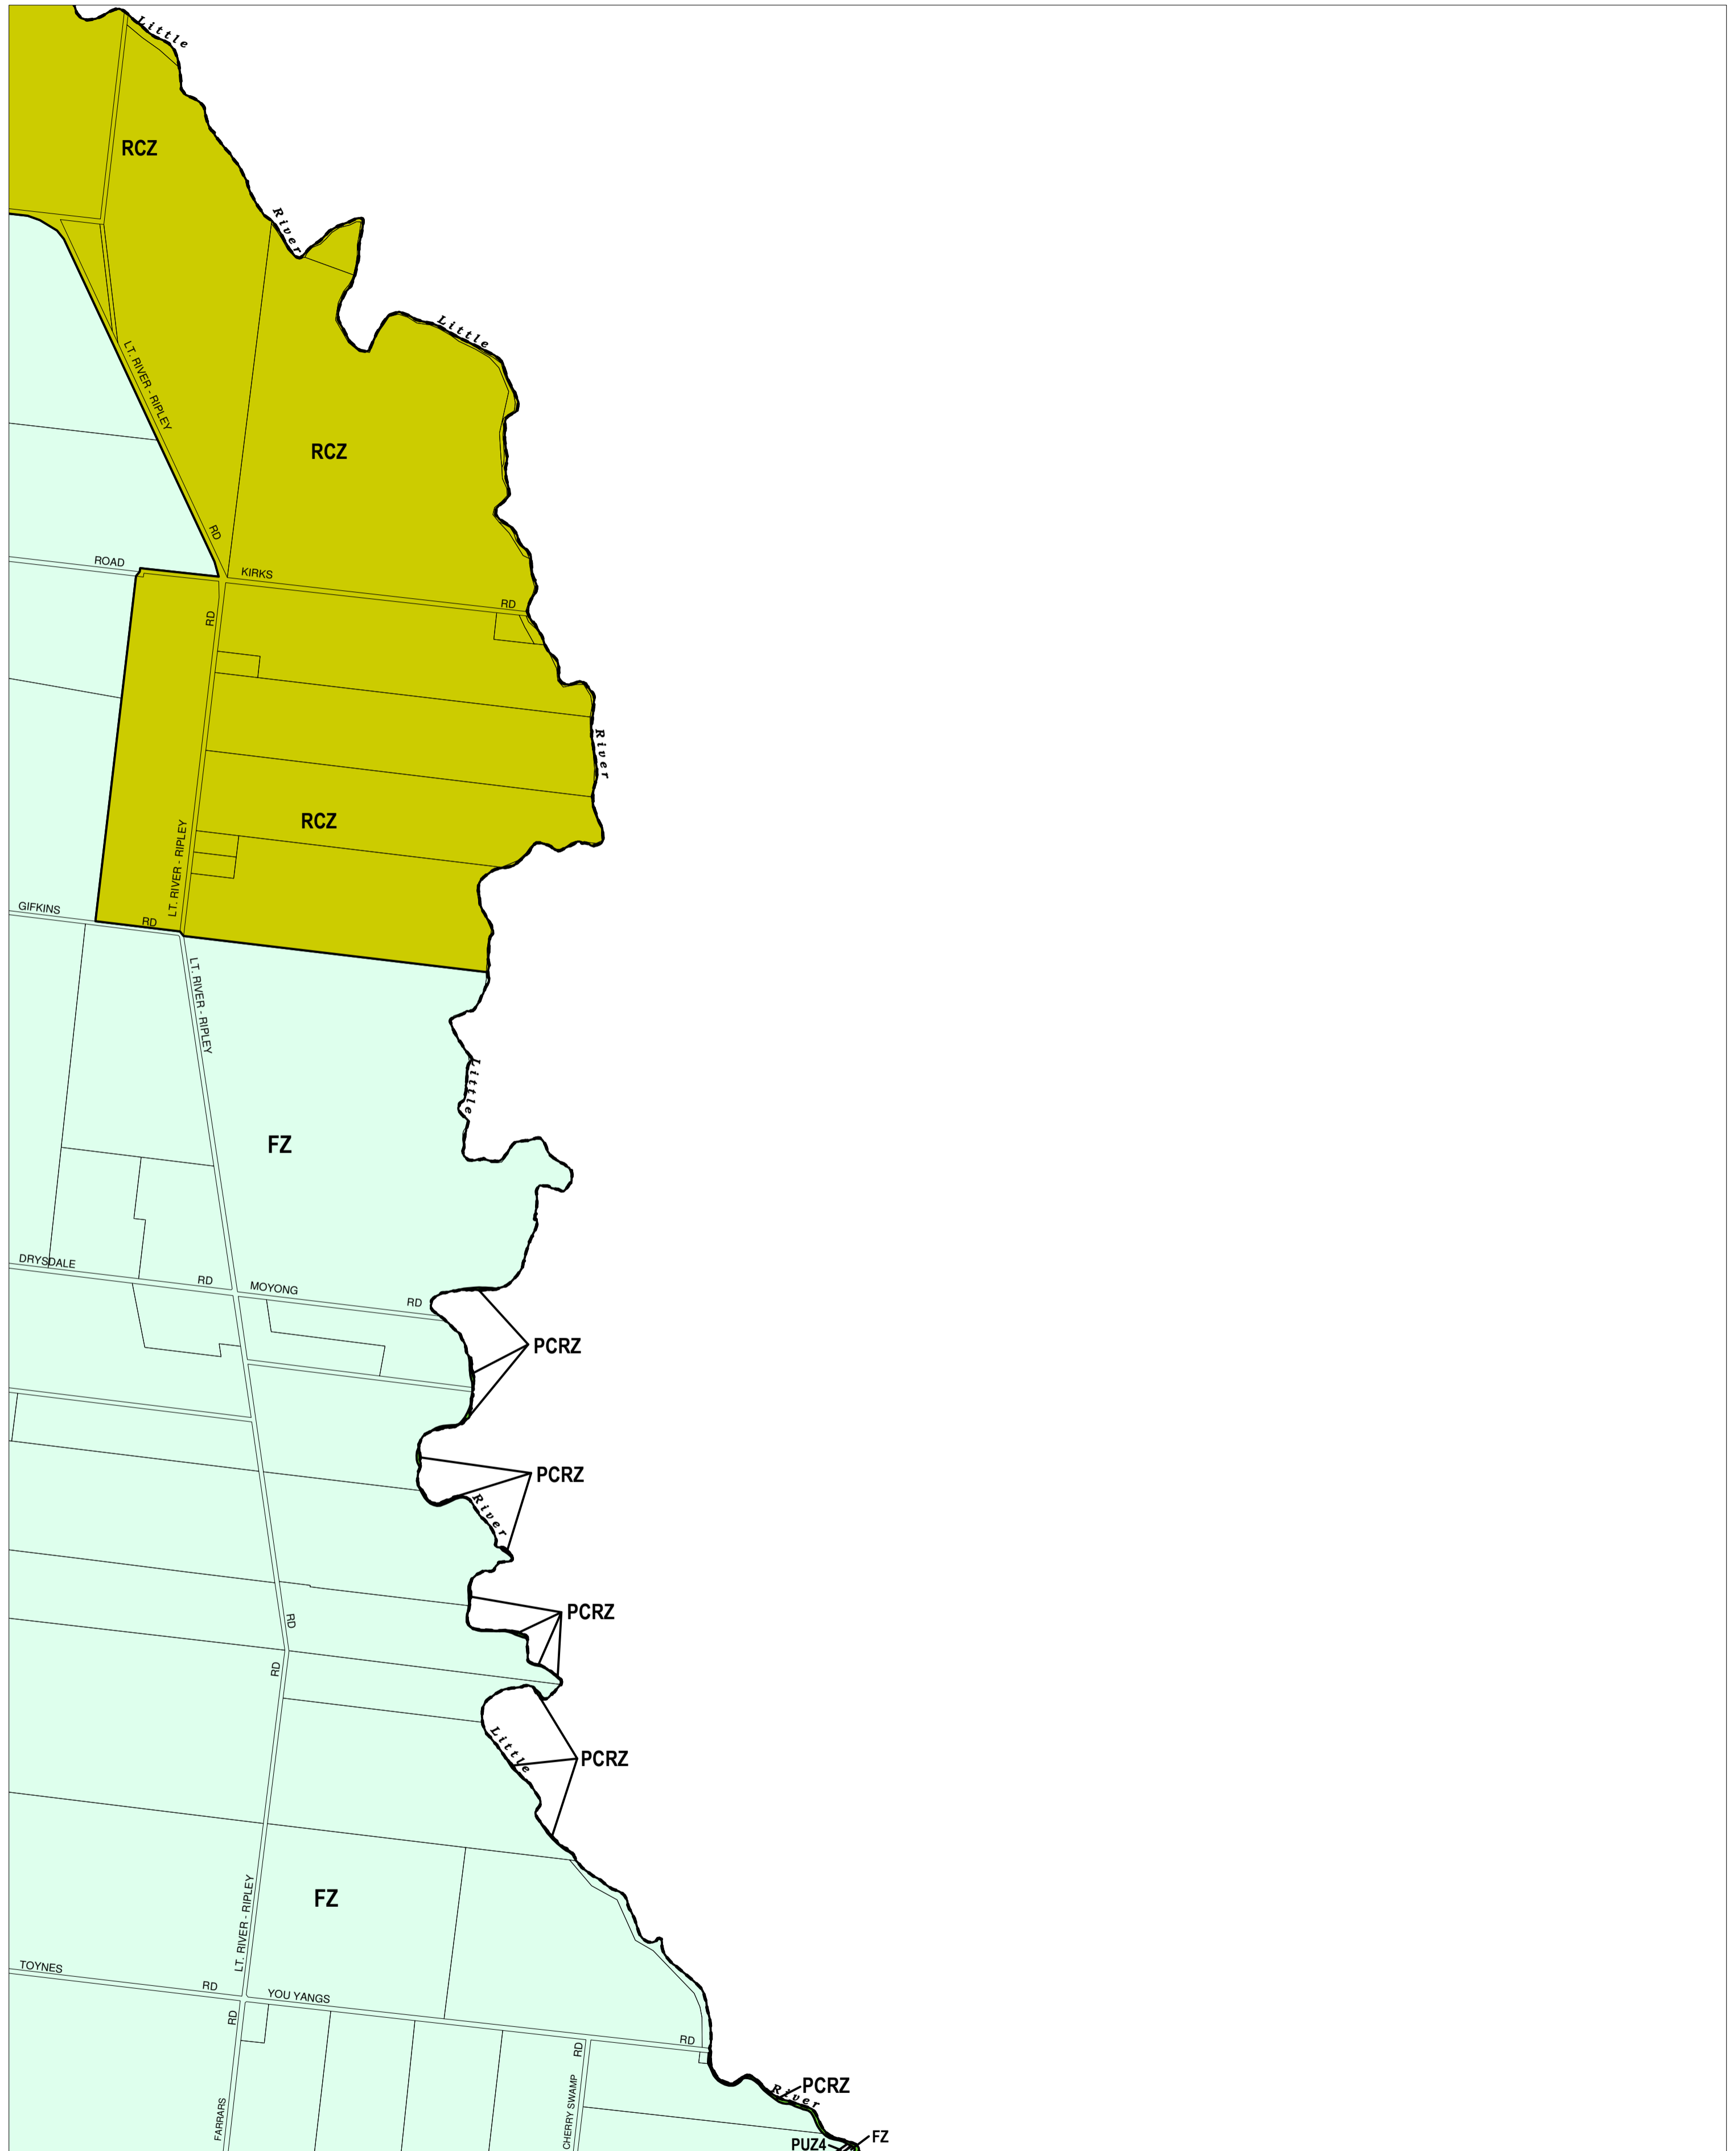 Little
RCZ
River
Little
LT. RIVER - RIPLEY
RCZ
RD
ROAD
KIRKS
RD
RD
River
RCZ
LT. RIVER - RIPLEY
GIFKINS
RD
LT. RIVER - RIPLEY
Little
FZ
DRYSDALE
RD
MOYONG
RD
PCRZ
PCRZ
River
PCRZ
RD
RD
Little
PCRZ
LT. RIVER - RIPLEY
FZ
TOYNES
RD
YOU YANGS
RD
RD
RD
CHERRY SWAMP
FARRARS
PCRZ
River
FZ
PUZ4